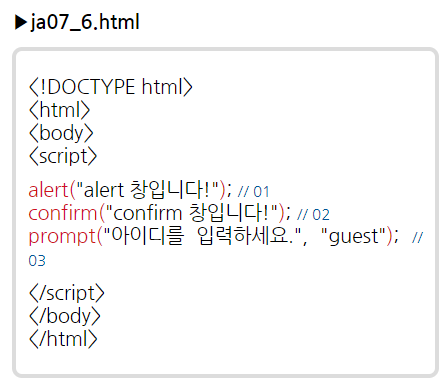 ▶ja07_6.html
<!DOCTYPE html>
<html>
<body>
<script>
alert("alert 창입니다!"); // 01
confirm("confirm 창입니다!"); // 02
prompt("아이디를 입력하세요.", "guest"); //
03
</script>
</body>
</html>